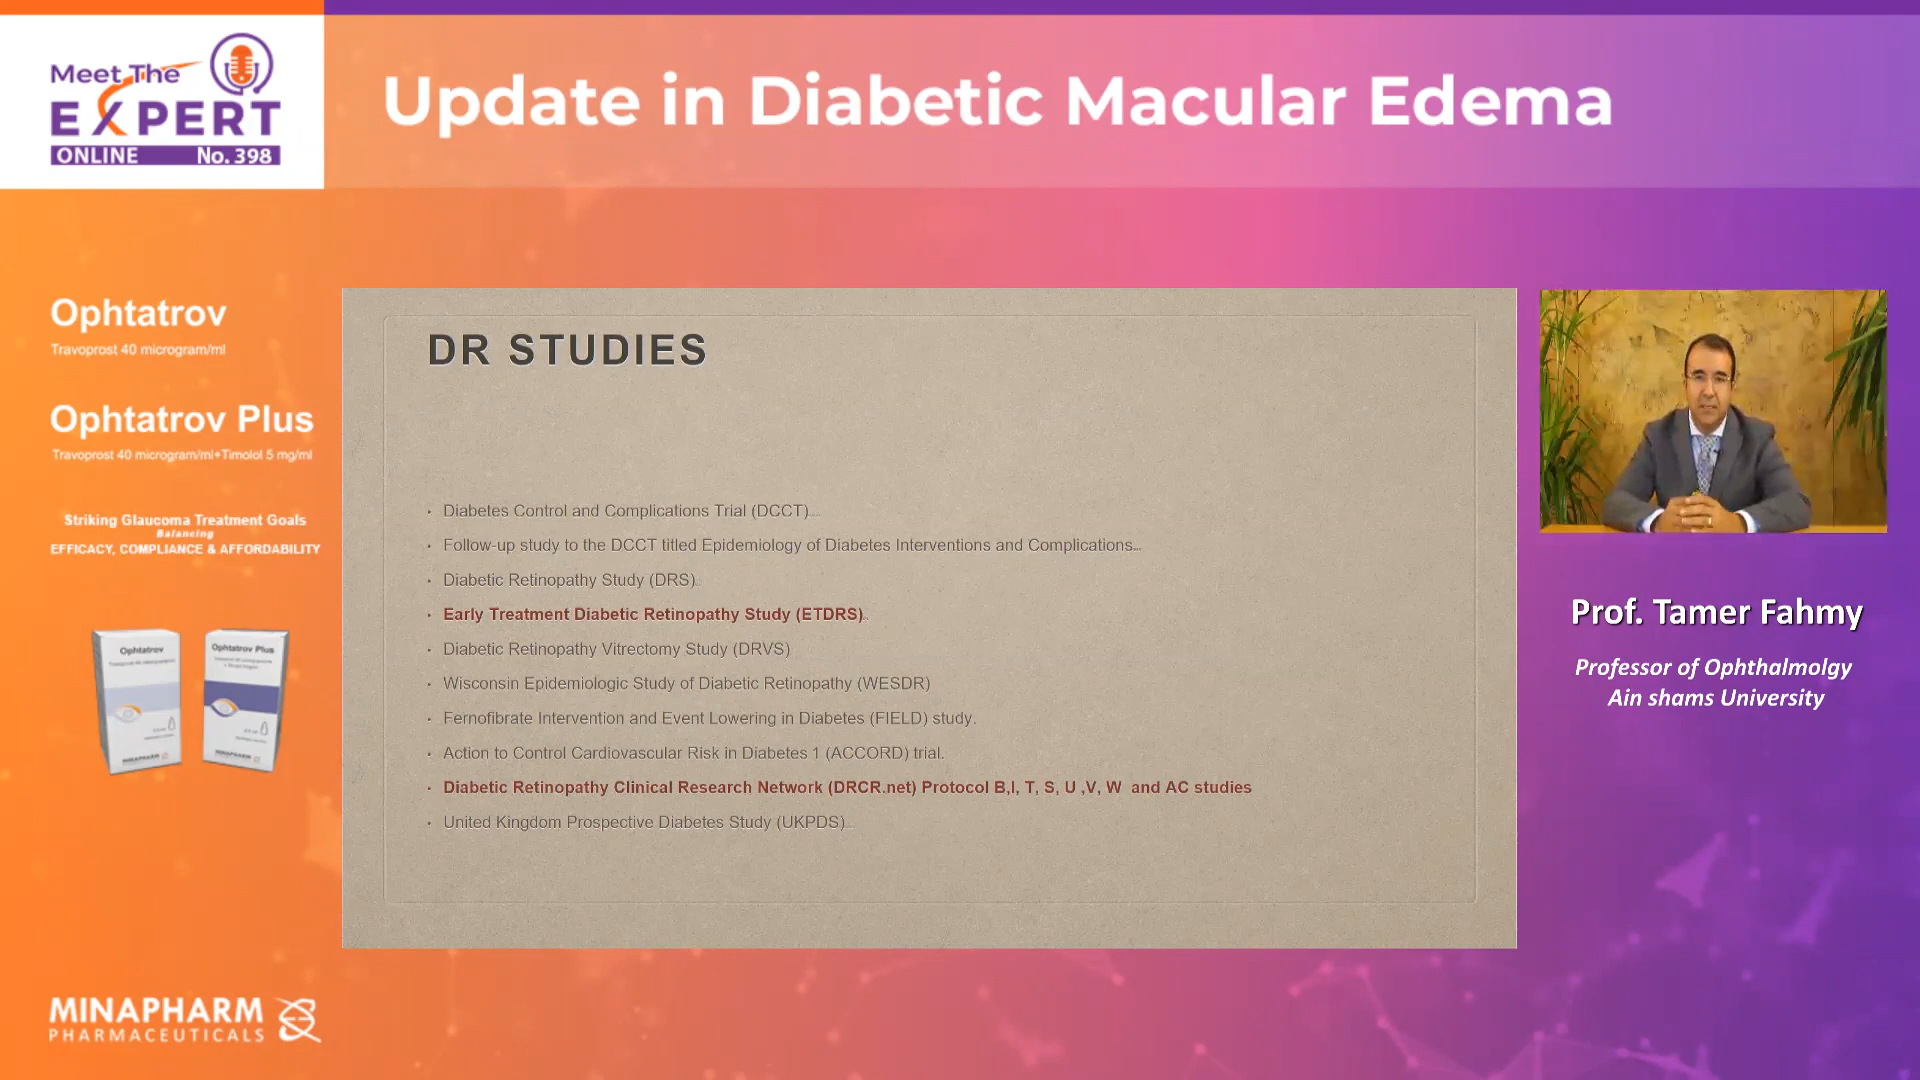 Meet The
EXPERT
ONLINE No. 398
Update in Diabetic Macular Edema
Ophtatrov
Travoprost 40 microgram/ml
Ophtatrov Plus
Travoprost 40 microgram/ml+Timolol 5 mg/ml
Striking Glaucoma Treatment Goals
Balancing
EFFICACY, COMPLIANCE & AFFORDABILITY
Ophtatrov
MINAPHARM
Ophtatrov Plus
MINAPHARM
MINAPHARM
PHARMACEUTICALS
DR STUDIES
• Diabetes Control and Complications Trial (DCCT)...
• Follow-up study to the DCCT titled Epidemiology of Diabetes Interventions and Complications...
• Diabetic Retinopathy Study (DRS)..
• Early Treatment Diabetic Retinopathy Study (ETDRS)..
• Diabetic Retinopathy Vitrectomy Study (DRVS)
• Wisconsin Epidemiologic Study of Diabetic Retinopathy (WESDR)
• Fernofibrate Intervention and Event Lowering in Diabetes (FIELD) study.
• Action to Control Cardiovascular Risk in Diabetes 1 (ACCORD) trial.
• Diabetic Retinopathy Clinical Research Network (DRCR.net) Protocol B,I, T, S, U ,V, W and AC studies
• United Kingdom Prospective Diabetes Study (UKPDS)...
Prof. Tamer Fahmy
Professor of Ophthalmolgy
Ain shams University